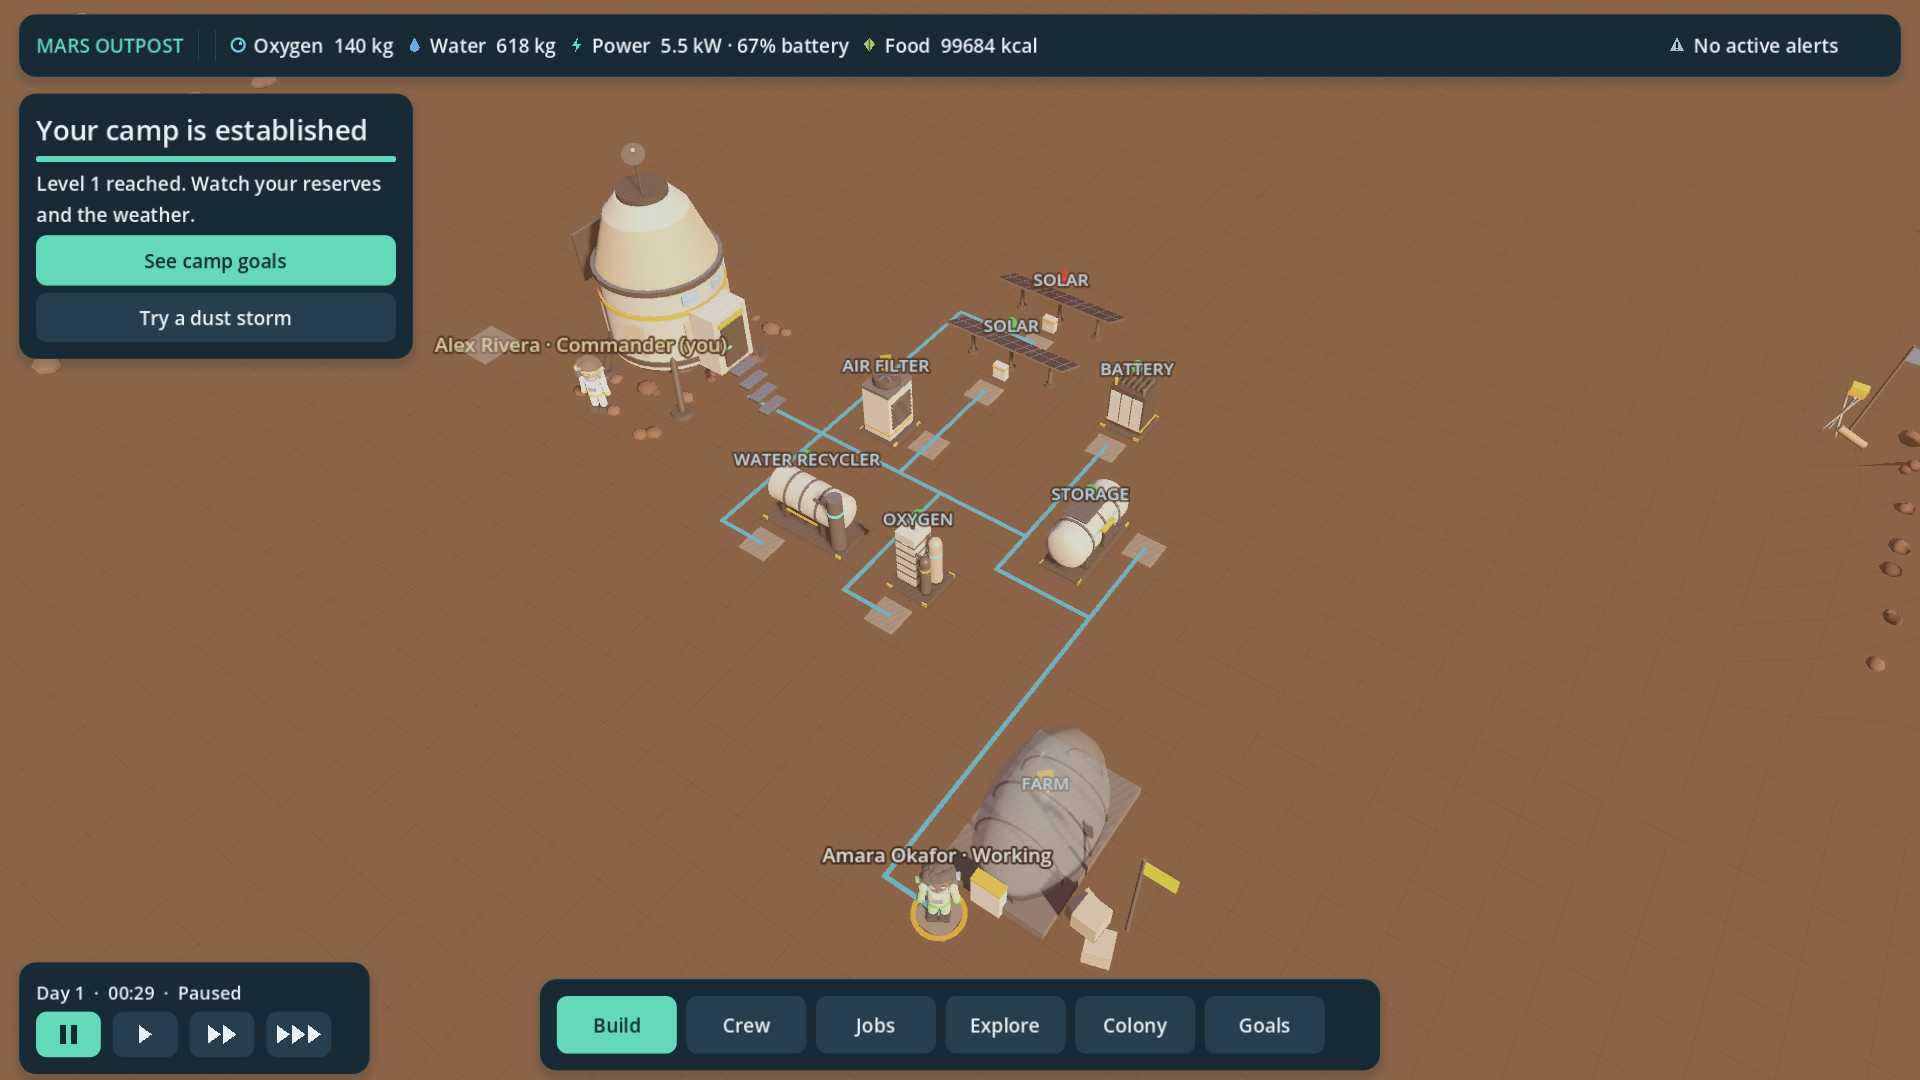 MARS OUTPOST Oxygen 140 kg Water 618 kg Power 5.5 kW · 67% battery Food 99684 kcal No active alerts
Your camp is established
Level 1 reached. Watch your reserves
and the weather.
See camp goals
Try a dust storm
SOLAR
SOLAR
Alex Rivera · Commander (you)
AIR FILTER
BATTERY
WATER RECYCLER
STORAGE
OXYGEN
FARM
Amara Okafor · Working
Day 1 · 00:29 · Paused
Build Crew Jobs Explore Colony Goals